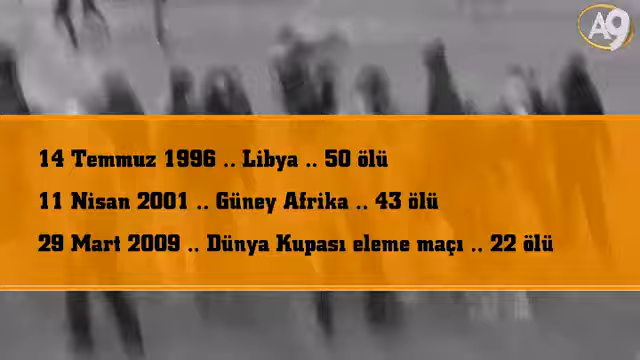 A9
14 Temmuz 1996 .. Libya .. 50 ölü
11 Nisan 2001 .. Güney Afrika .. 43 ölü
29 Mart 2009 .. Dünya Kupası eleme maçı .. 22 ölü